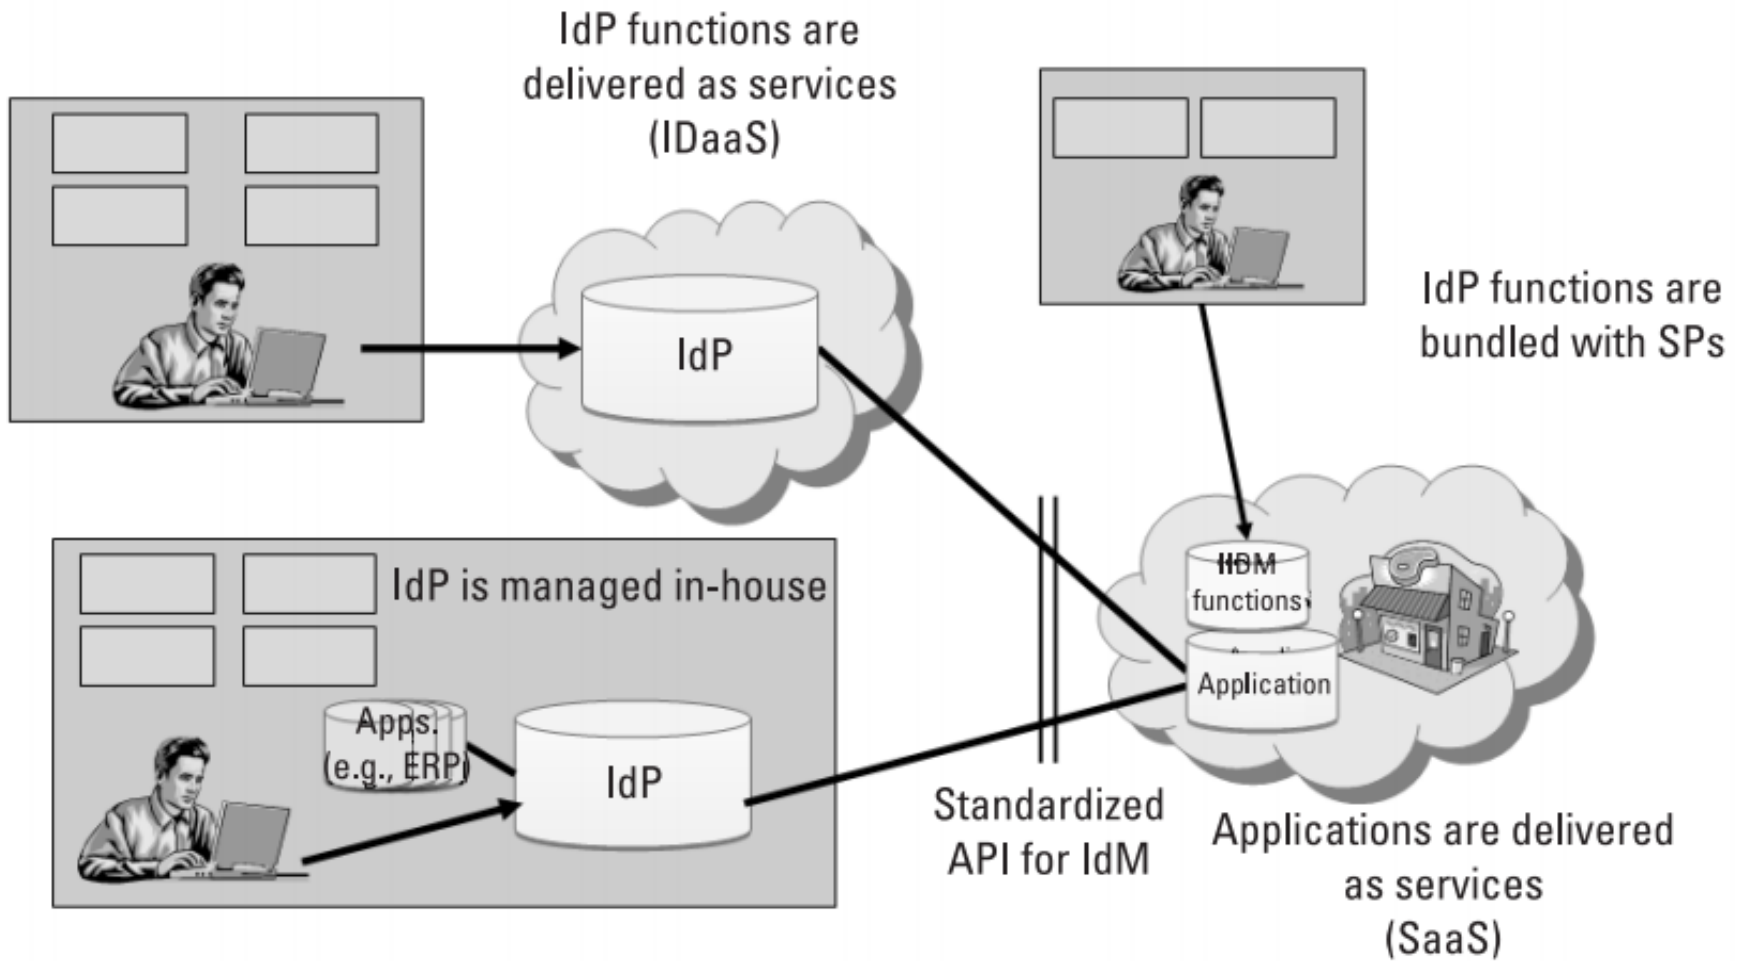 IdP functions are
delivered as services
(IDaaS)
IdP
IdP functions are
bundled with SPs
IdP is managed in-house
Apps.
(e.g., ERP)
IdP
functions
Application
Standardized
API for IdM
Applications are delivered
as services
(SaaS)